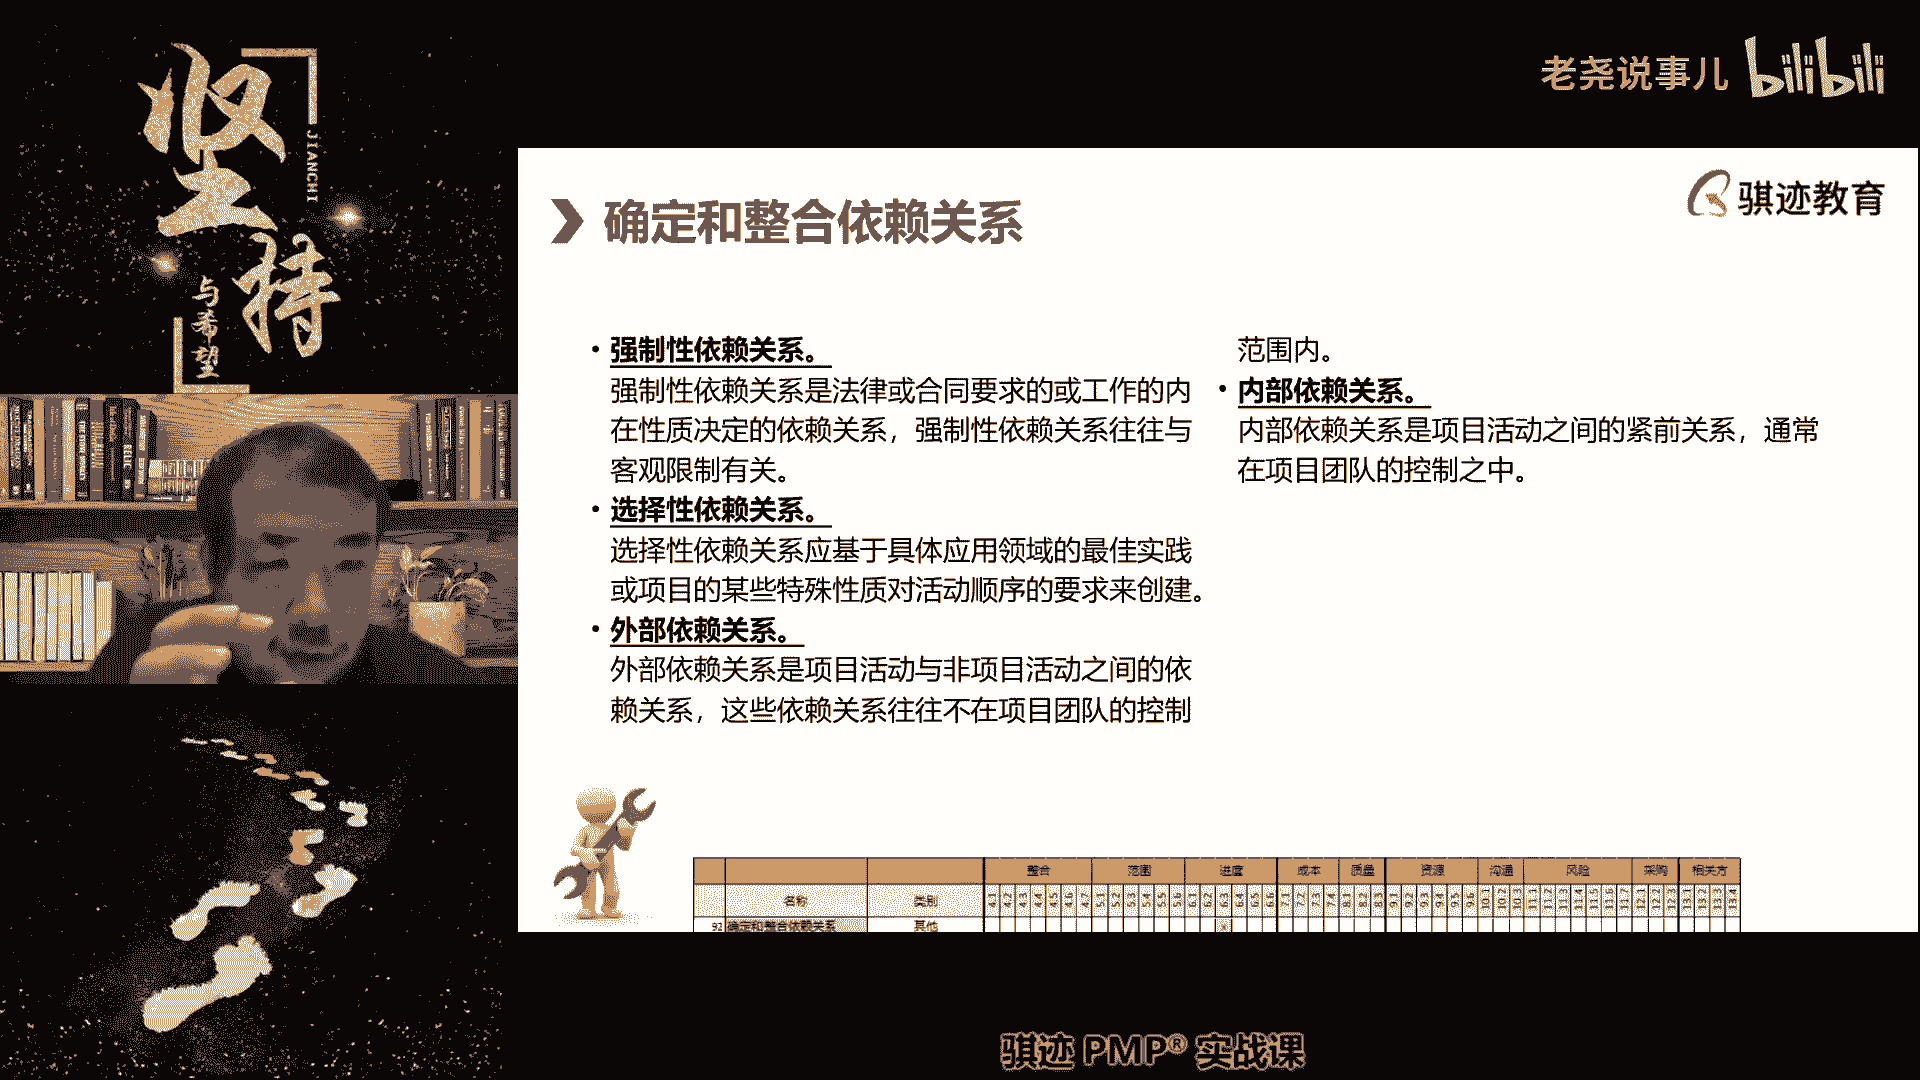 坚持
JIANCHI
与希望
老尧说事儿 bilibili
骐迹教育
确定和整合依赖关系
• 强制性依赖关系。
强制性依赖关系是法律或合同要求的或工作的内
在性质决定的依赖关系，强制性依赖关系往往与
客观限制有关。
• 选择性依赖关系。
选择性依赖关系应基于具体应用领域的最佳实践
或项目的某些特殊性质对活动顺序的要求来创建。
• 外部依赖关系。
外部依赖关系是项目活动与非项目活动之间的依
赖关系，这些依赖关系往往不在项目团队的控制
范围内。
• 内部依赖关系。
内部依赖关系是项目活动之间的紧前关系，通常
在项目团队的控制之中。
整合 范围 进度 成本 质量 资源 沟通 风险 采购 相关方
名称 类别
92 确定和整合依赖关系 其他 x
骐迹 PMP® 实战课